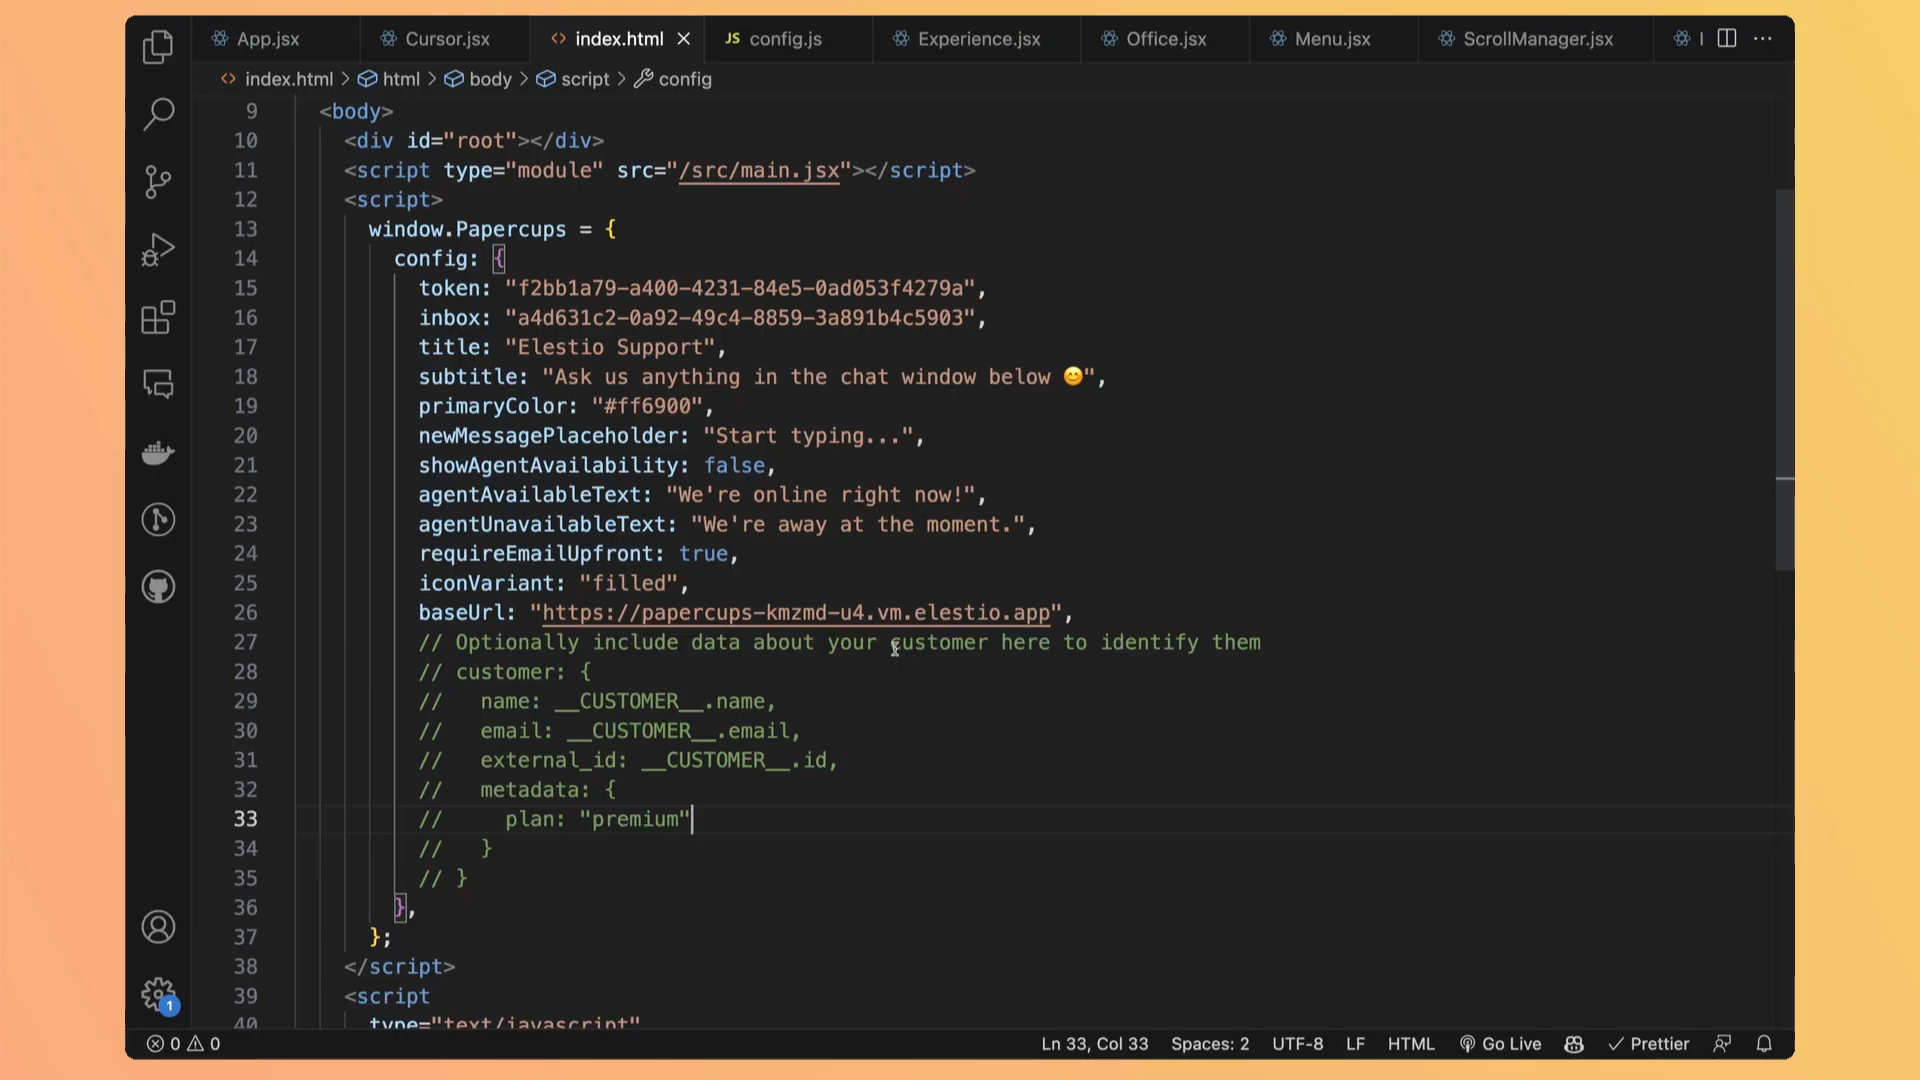 App.jsx Cursor.jsx <> index.html JS config.js Experience.jsx Office.jsx Menu.jsx ScrollManager.jsx
<> index.html > html > body > script > config
9 <body>
10 <div id="root"></div>
11 <script type="module" src="/src/main.jsx"></script>
12 <script>
13 window.Papercups = {
14 config: {
15 token: "f2bb1a79-a400-4231-84e5-0ad053f4279a",
16 inbox: "a4d631c2-0a92-49c4-8859-3a891b4c5903",
17 title: "Elestio Support",
18 subtitle: "Ask us anything in the chat window below 😊",
19 primaryColor: "#ff6900",
20 newMessagePlaceholder: "Start typing...",
21 showAgentAvailability: false,
22 agentAvailableText: "We're online right now!",
23 agentUnavailableText: "We're away at the moment.",
24 requireEmailUpfront: true,
25 iconVariant: "filled",
26 baseUrl: "https://papercups-kmzmd-u4.vm.elestio.app",
27 // Optionally include data about your customer here to identify them
28 // customer: {
29 // name: __CUSTOMER__.name,
30 // email: __CUSTOMER__.email,
31 // external_id: __CUSTOMER__.id,
32 // metadata: {
33 // plan: "premium"
34 // }
35 // }
36 },
37 };
38 </script>
39 <script
40 type="text/javascript"
1
0 0 Ln 33, Col 33 Spaces: 2 UTF-8 LF HTML Go Live Prettier